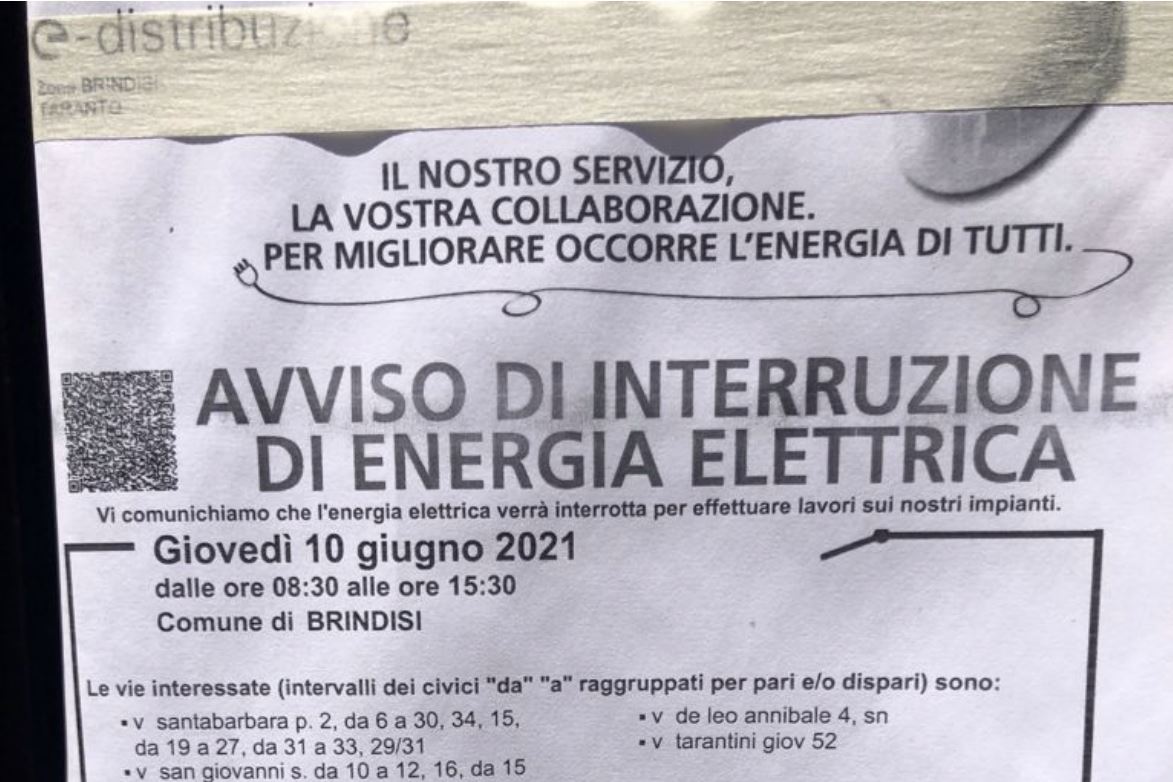 e-distribuzione
Zona BRINDISI
TARANTO
IL NOSTRO SERVIZIO,
LA VOSTRA COLLABORAZIONE.
PER MIGLIORARE OCCORRE L'ENERGIA DI TUTTI.
AVVISO DI INTERRUZIONE
DI ENERGIA ELETTRICA
Vi comunichiamo che l'energia elettrica verrà interrotta per effettuare lavori sui nostri impianti.
Giovedì 10 giugno 2021
dalle ore 08:30 alle ore 15:30
Comune di BRINDISI
Le vie interessate (intervalli dei civici "da" "a" raggruppati per pari e/o dispari) sono:
▪ v santabarbara p. 2, da 6 a 30, 34, 15,
da 19 a 27, da 31 a 33, 29/31
▪ v san giovanni s. da 10 a 12, 16, da 15
▪ v de leo annibale 4, sn
▪ v tarantini giov 52